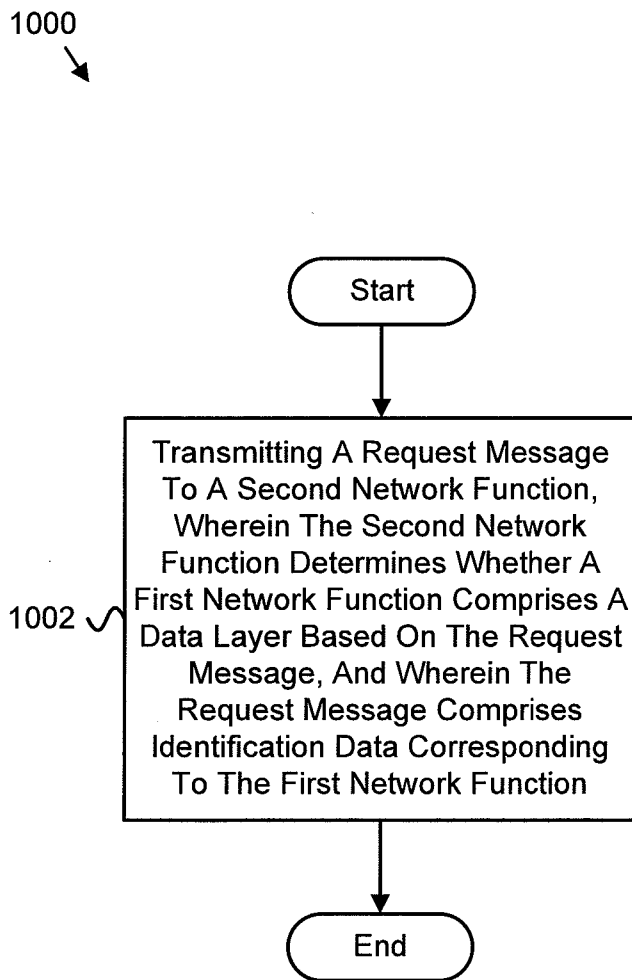 1000
Start
Transmitting A Request Message
To A Second Network Function,
Wherein The Second Network
Function Determines Whether A
First Network Function Comprises A
1002
Data Layer Based On The Request
Message, And Wherein The
Request Message Comprises
Identification Data Corresponding
To The First Network Function
End